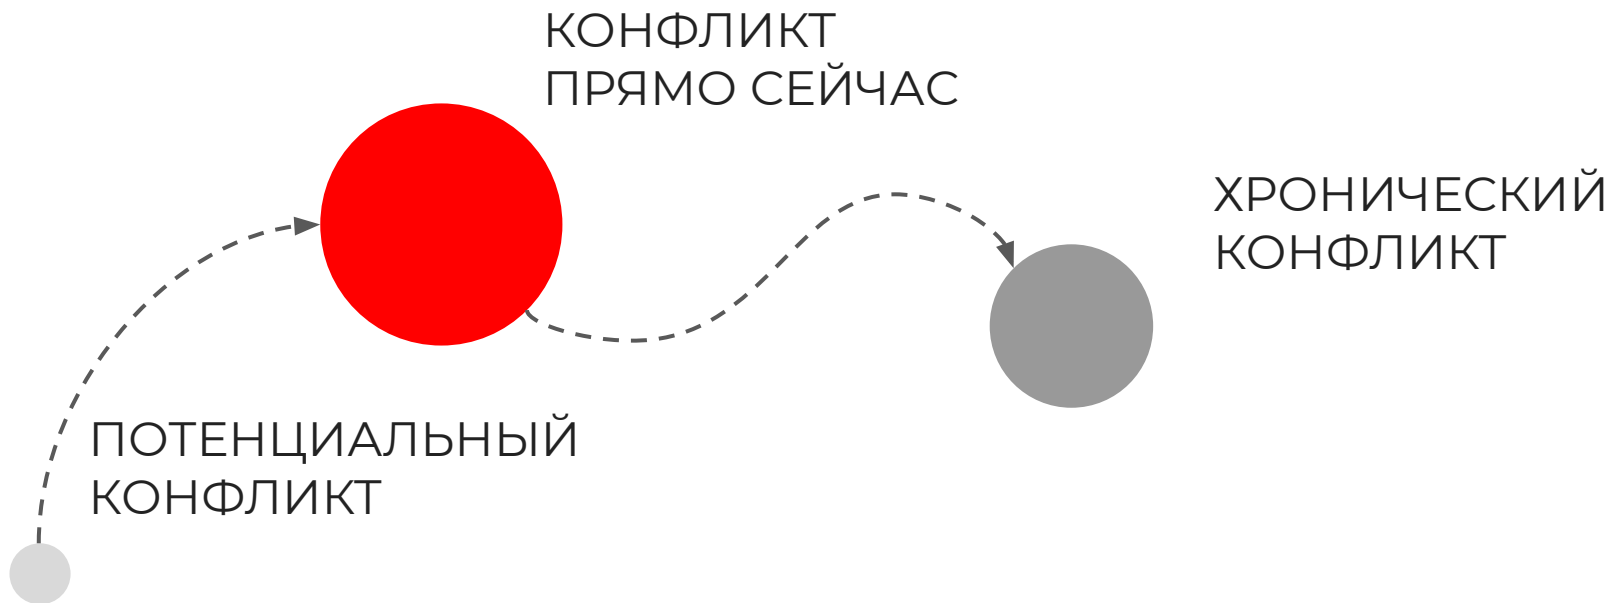 КОНФЛИКТ
ПРЯМО СЕЙЧАС
ХРОНИЧЕСКИЙ
КОНФЛИКТ
ПОТЕНЦИАЛЬНЫЙ
КОНФЛИКТ